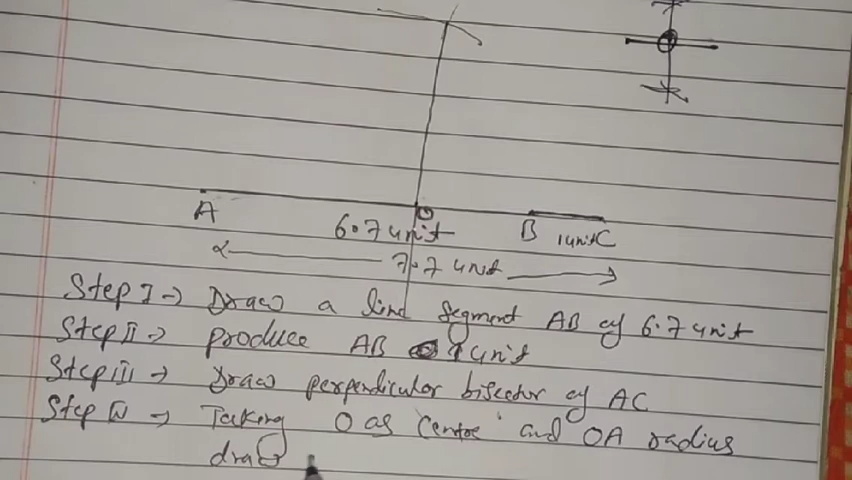 A
O
6.7 unit
B 1unit C
7.7 unit
Step I → Draw a line segment AB of 6.7 unit
Step II → produce AB 1 unit
Step III → Draw perpendicular bisector of AC
Step IV → Taking O as centre and OA radius
draw